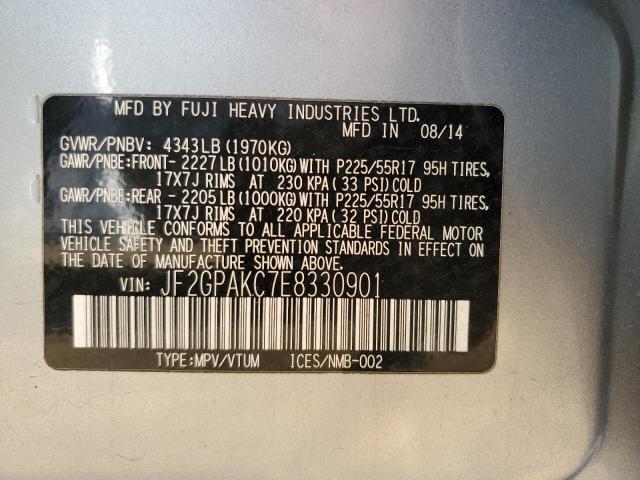 MFD BY FUJI HEAVY INDUSTRIES LTD.
MFD IN 08/14
GVWR/PNBV: 4343LB (1970KG)
GAWR/PNBE:FRONT- 2227 LB (1010KG) WITH P225/55R17 95H TIRES,
17X7J RIMS AT 230 KPA (33 PSI) COLD
GAWR/PNBE:REAR - 2205 LB (1000KG) WITH P225/55R17 95H TIRES,
17X7J RIMS AT 220 KPA (32 PSI) COLD
THIS VEHICLE CONFORMS TO ALL APPLICABLE FEDERAL MOTOR
VEHICLE SAFETY AND THEFT PREVENTION STANDARDS IN EFFECT ON
THE DATE OF MANUFACTURE SHOWN ABOVE.
VIN: JF2GPAKC7E8330901
TYPE:MPV/VTUM ICES/NMB-002